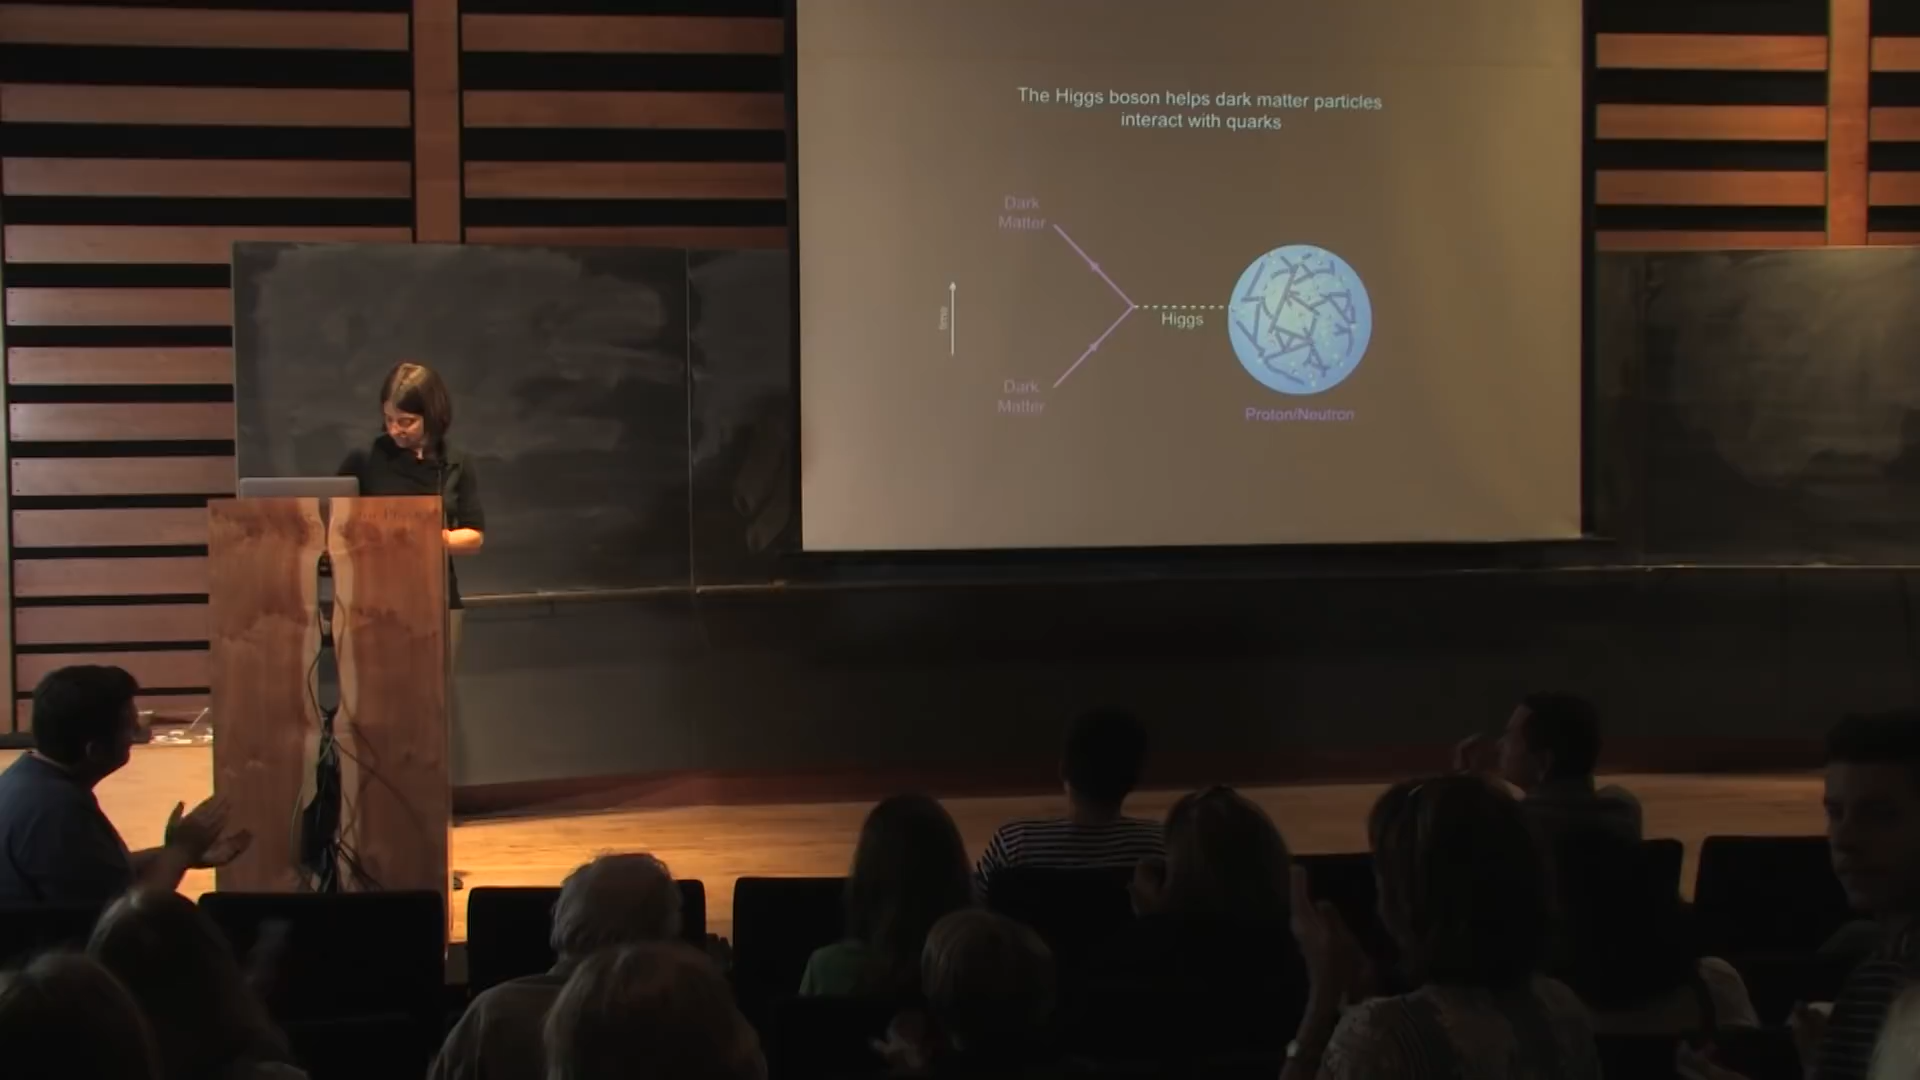 The Higgs boson helps dark matter particles
interact with quarks
Dark
Matter
time
Higgs
Dark
Matter
Proton/Neutron